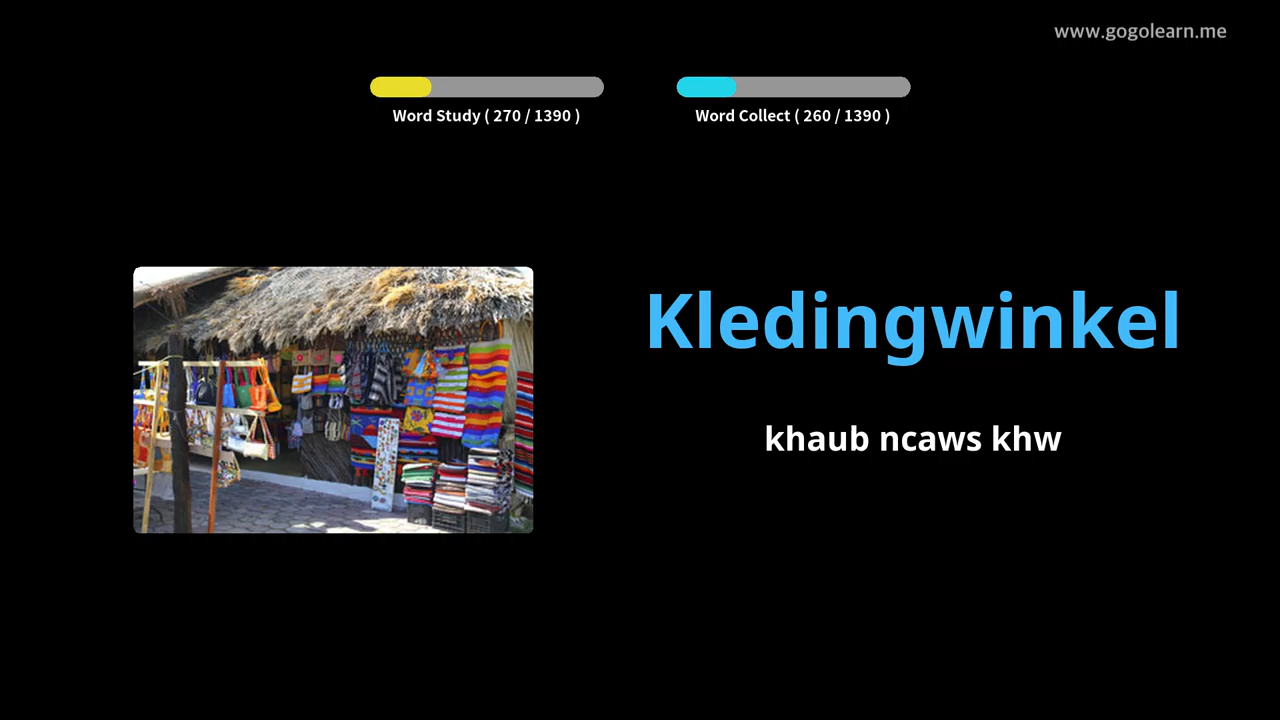 www.gogolearn.me
Word Study ( 270 / 1390 )
Word Collect ( 260 / 1390 )
Kledingwinkel
khaub ncaws khw